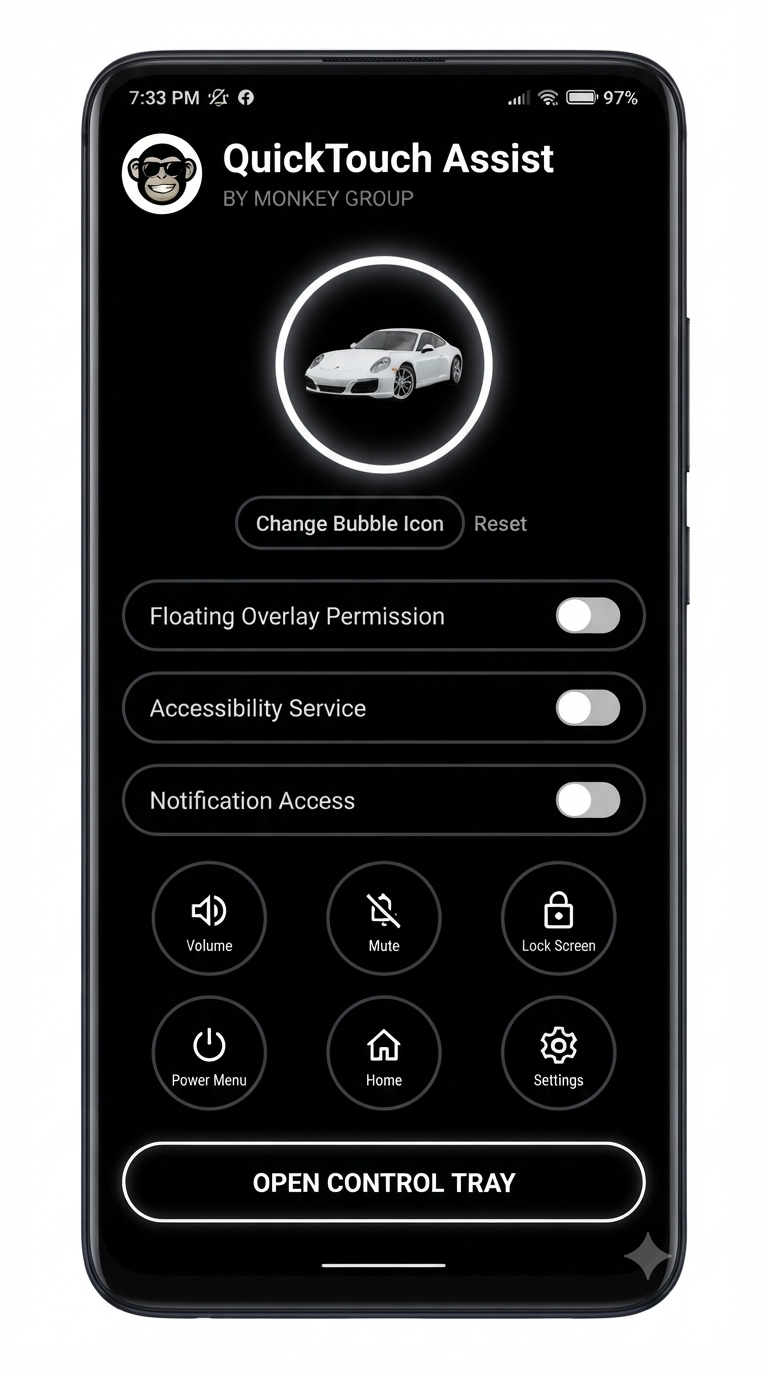 7:33 PM 97%
QuickTouch Assist
BY MONKEY GROUP
Change Bubble Icon Reset
Floating Overlay Permission
Accessibility Service
Notification Access
Volume Mute Lock Screen
Power Menu Home Settings
OPEN CONTROL TRAY